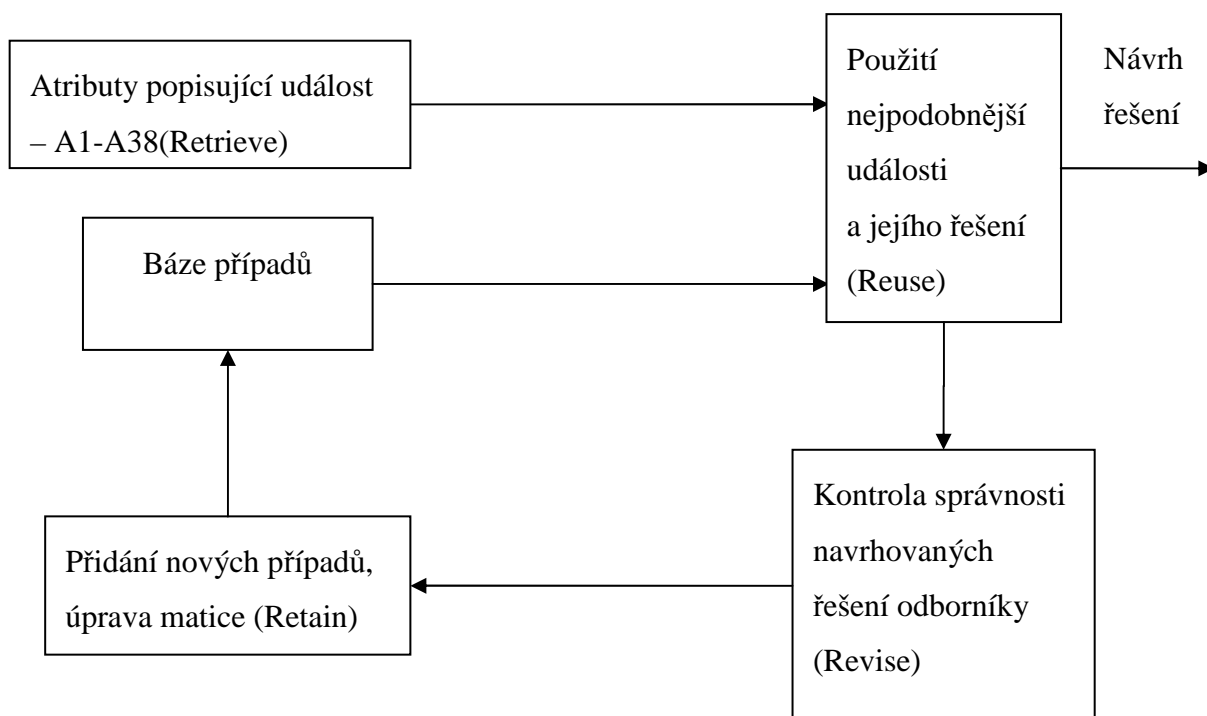 Atributy popisující událost
– A1-A38(Retrieve)
Použití
nejpodobnější
události
a jejího řešení
(Reuse)
Návrh
řešení
Báze případů
Přidání nových případů,
úprava matice (Retain)
Kontrola správnosti
navrhovaných
řešení odborníky
(Revise)